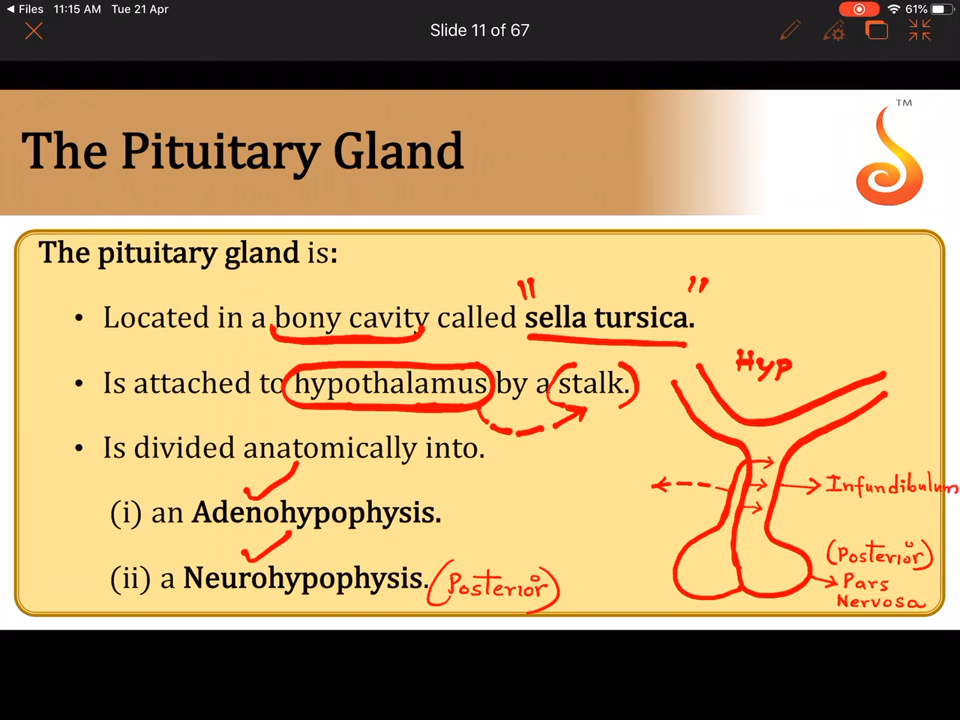 Files 11:15 AM Tue 21 Apr 61%
Slide 11 of 67
TM
The Pituitary Gland
The pituitary gland is:
• Located in a bony cavity called "sella tursica."
• Is attached to hypothalamus by a (stalk.)
• Is divided anatomically into.
(i) an Adenohypophysis.
(ii) a Neurohypophysis. (Posterior)
Hyp
Infundibulum
(Posterior)
Pars
Nervosa